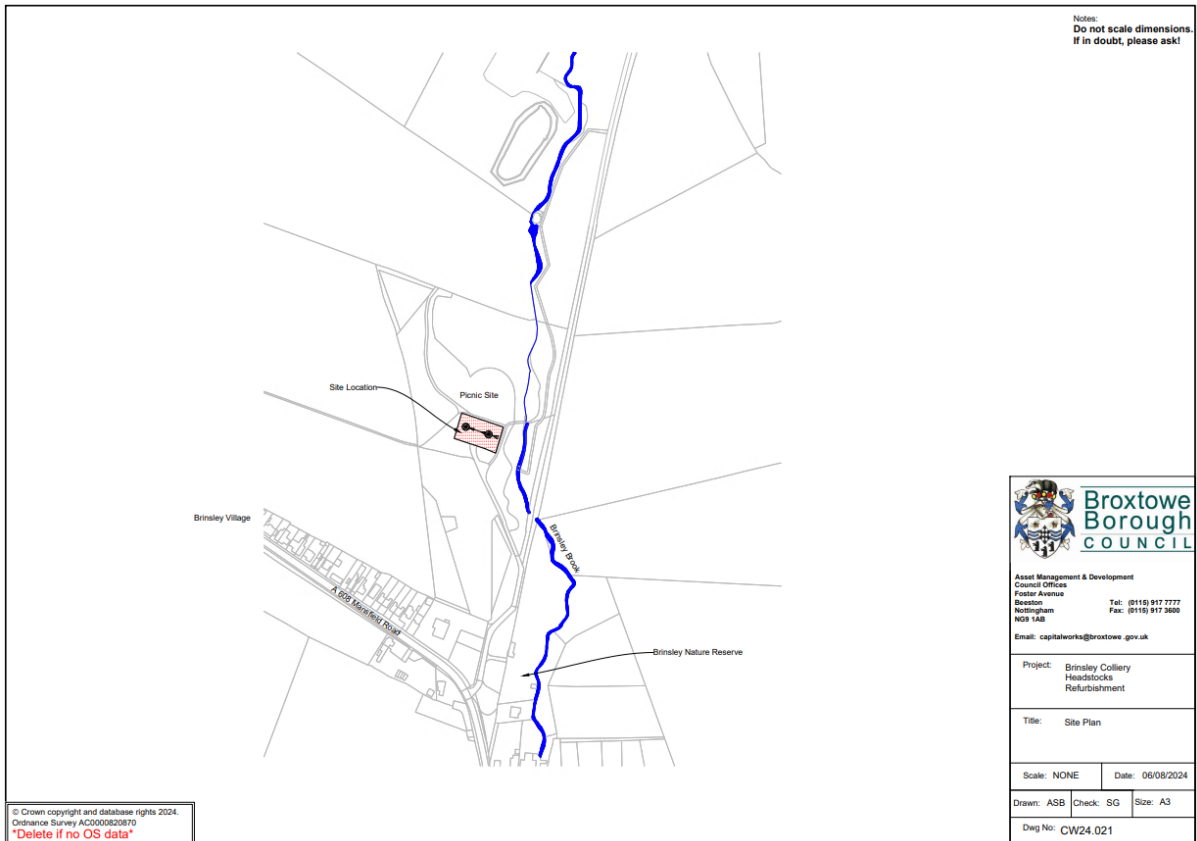 Notes:
Do not scale dimensions.
If in doubt, please ask!
Site Location
Picnic Site
Brinsley Village
Brinsley Brook
A 608 Mansfield Road
Brinsley Nature Reserve
Broxtowe
Borough
COUNCIL
Asset Management & Development
Council Offices
Foster Avenue
Beeston Tel: (0115) 917 7777
Nottingham Fax: (0115) 917 3600
NG9 1AB
Email: capitalworks@broxtowe .gov.uk
Project: Brinsley Colliery
Headstocks
Refurbishment
Title: Site Plan
Scale: NONE Date: 06/08/2024
Drawn: ASB Check: SG Size: A3
Dwg No: CW24.021
© Crown copyright and database rights 2024.
Ordnance Survey AC0000820870
*Delete if no OS data*